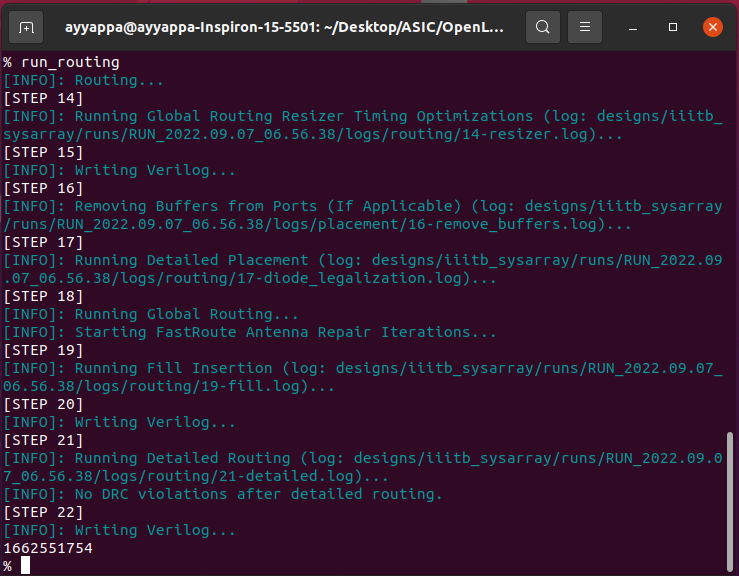 ayyappa@ayyappa-Inspiron-15-5501: ~/Desktop/ASIC/OpenL...
% run_routing
[INFO]: Routing...
[STEP 14]
[INFO]: Running Global Routing Resizer Timing Optimizations (log: designs/iiitb_
sysarray/runs/RUN_2022.09.07_06.56.38/logs/routing/14-resizer.log)...
[STEP 15]
[INFO]: Writing Verilog...
[STEP 16]
[INFO]: Removing Buffers from Ports (If Applicable) (log: designs/iiitb_sysarray
/runs/RUN_2022.09.07_06.56.38/logs/placement/16-remove_buffers.log)...
[STEP 17]
[INFO]: Running Detailed Placement (log: designs/iiitb_sysarray/runs/RUN_2022.09
.07_06.56.38/logs/routing/17-diode_legalization.log)...
[STEP 18]
[INFO]: Running Global Routing...
[INFO]: Starting FastRoute Antenna Repair Iterations...
[STEP 19]
[INFO]: Running Fill Insertion (log: designs/iiitb_sysarray/runs/RUN_2022.09.07_
06.56.38/logs/routing/19-fill.log)...
[STEP 20]
[INFO]: Writing Verilog...
[STEP 21]
[INFO]: Running Detailed Routing (log: designs/iiitb_sysarray/runs/RUN_2022.09.0
7_06.56.38/logs/routing/21-detailed.log)...
[INFO]: No DRC violations after detailed routing.
[STEP 22]
[INFO]: Writing Verilog...
1662551754
%